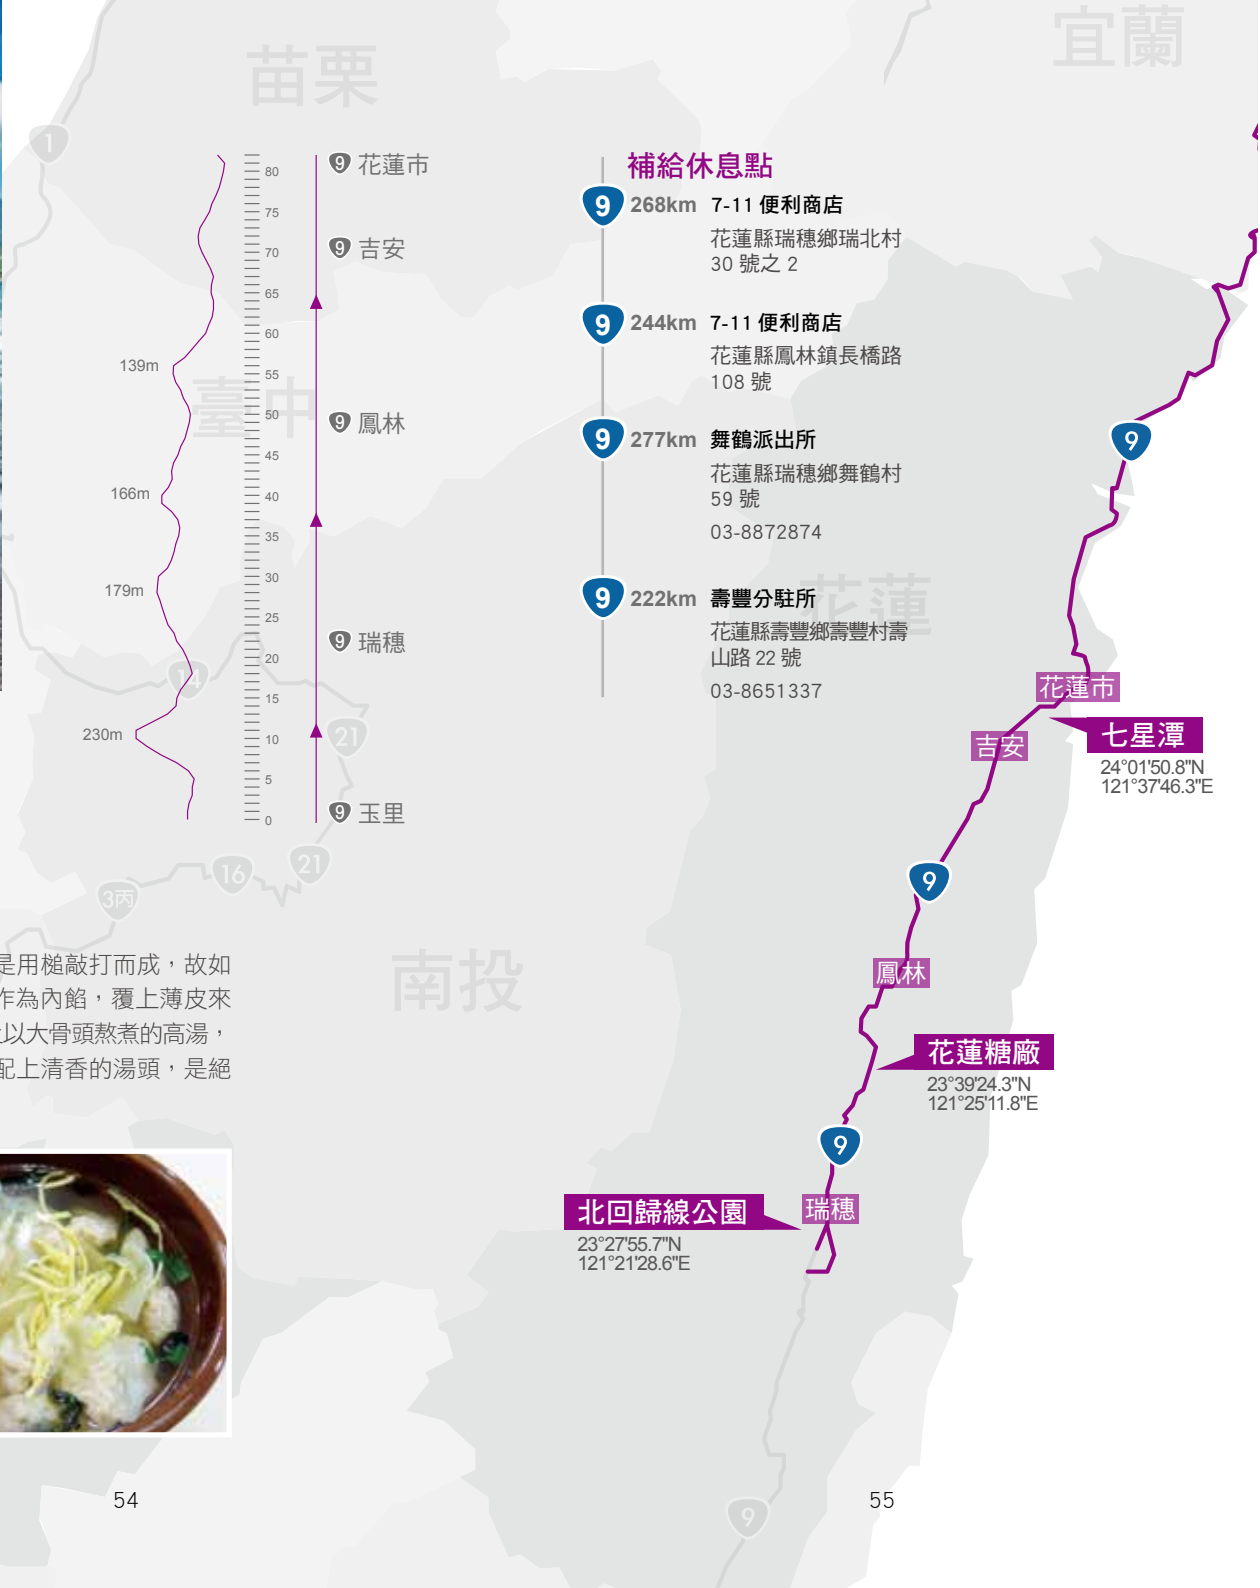 苗栗
宜蘭
1
9 花蓮市
9 吉安
9 鳳林
9 瑞穗
9 玉里
80
75
70
65
60
55
50
45
40
35
30
25
20
15
10
5
0
139m
166m
179m
230m
臺中
14
21
21
16
3丙
補給休息點
9 268km 7-11 便利商店
花蓮縣瑞穗鄉瑞北村
30 號之 2
9 244km 7-11 便利商店
花蓮縣鳳林鎮長橋路
108 號
9 277km 舞鶴派出所
花蓮縣瑞穗鄉舞鶴村
59 號
03-8872874
9 222km 壽豐分駐所
花蓮縣壽豐鄉壽豐村壽
山路 22 號
03-8651337
花蓮
9
花蓮市
七星潭
24°01'50.8"N
121°37'46.3"E
吉安
9
鳳林
花蓮糖廠
23°39'24.3"N
121°25'11.8"E
9
瑞穗
北回歸線公園
23°27'55.7"N
121°21'28.6"E
9
南投
是用槌敲打而成，故如
作為內餡，覆上薄皮來
以大骨頭熬煮的高湯，
配上清香的湯頭，是絕
54
55